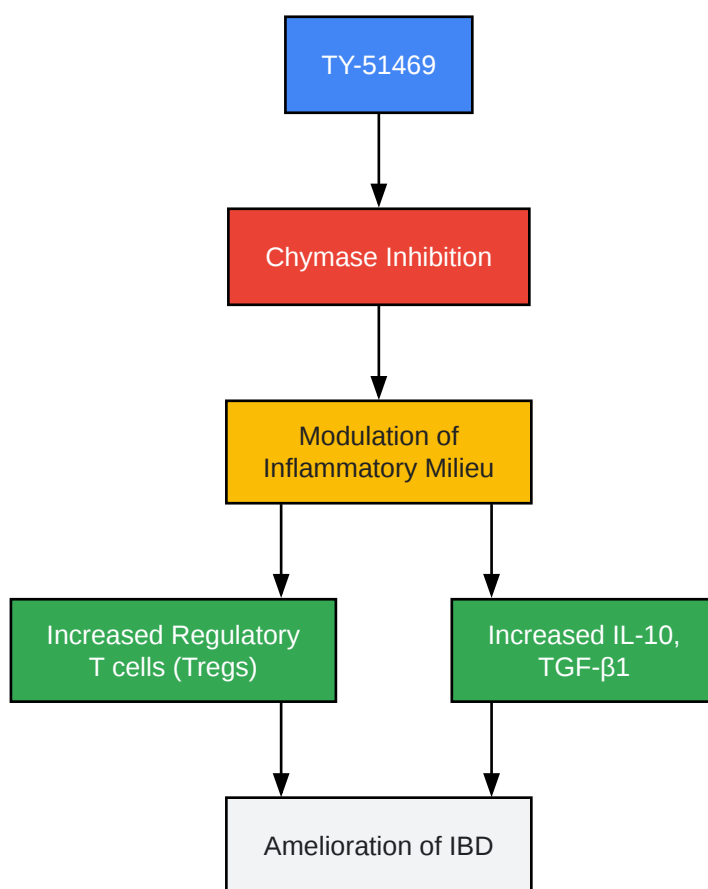 TY-51469
Chymase Inhibition
Modulation of
Inflammatory Milieu
Increased Regulatory
T cells (Tregs)
Increased IL-10,
TGF-β1
Amelioration of IBD